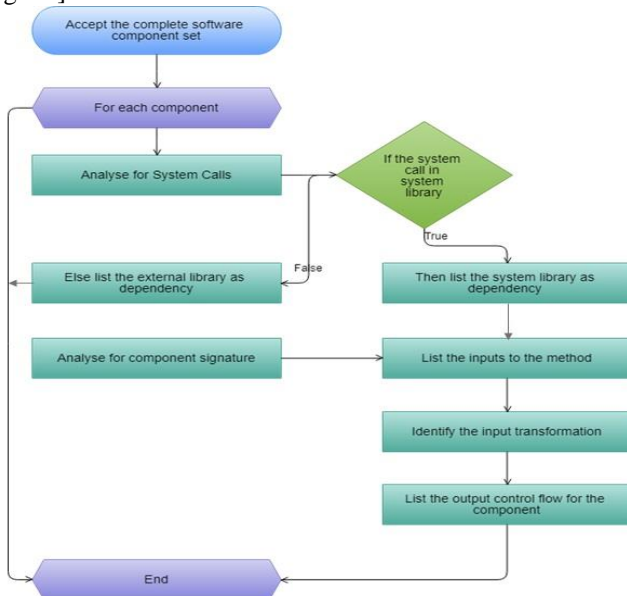 Accept the complete software
component set
For each component
Analyse for System Calls
If the system
call in
system
library
True
False
Else list the external library as
dependency
Then list the system library as
dependency
Analyse for component signature
List the inputs to the method
Identify the input transformation
List the output control flow for the
component
End